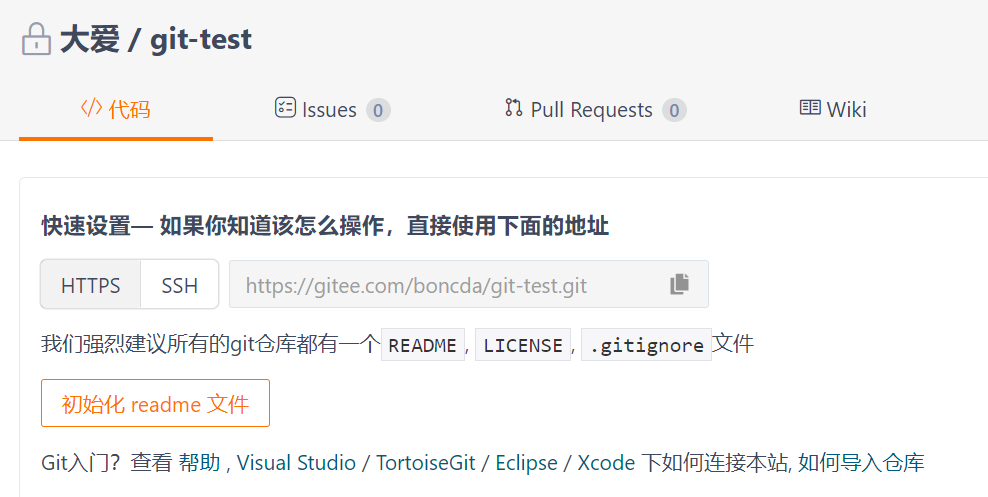 大爱 / git-test
代码 Issues 0 Pull Requests 0 Wiki
快速设置— 如果你知道该怎么操作，直接使用下面的地址
HTTPS SSH https://gitee.com/boncda/git-test.git
我们强烈建议所有的git仓库都有一个 README, LICENSE, .gitignore 文件
初始化 readme 文件
Git入门？查看 帮助 , Visual Studio / TortoiseGit / Eclipse / Xcode 下如何连接本站, 如何导入仓库